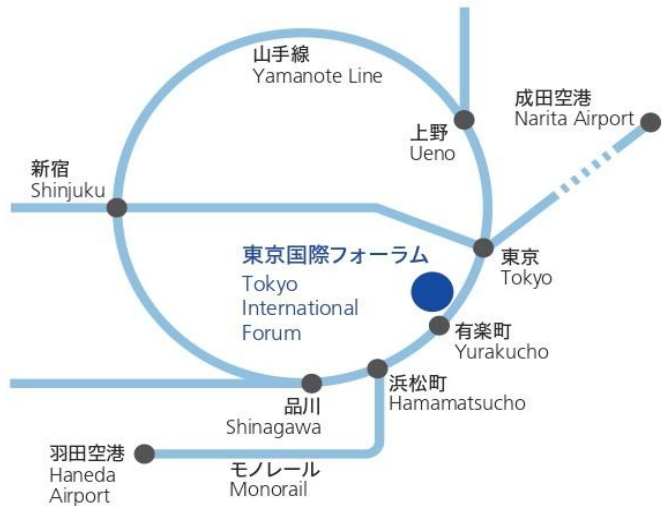 山手線
Yamanote Line
成田空港
Narita Airport
上野
Ueno
新宿
Shinjuku
東京国際フォーラム
Tokyo
International
Forum
東京
Tokyo
有楽町
Yurakucho
浜松町
Hamamatsucho
品川
Shinagawa
羽田空港
Haneda
Airport
モノレール
Monorail